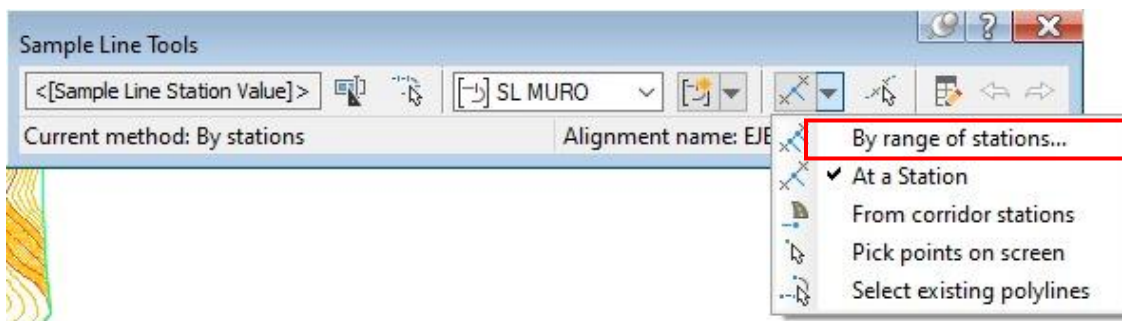 Sample Line Tools
<[Sample Line Station Value]>
SL MURO
Current method: By stations
Alignment name: EJE
By range of stations...
At a Station
From corridor stations
Pick points on screen
Select existing polylines